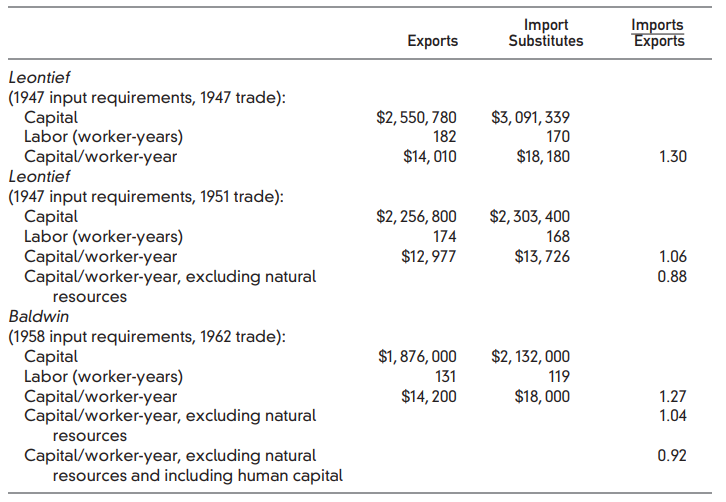 Import Imports
Exports Substitutes Exports
Leontief
(1947 input requirements, 1947 trade):
Capital $2, 550, 780 $3, 091, 339
Labor (worker-years) 182 170
Capital/worker-year $14, 010 $18, 180 1.30
Leontief
(1947 input requirements, 1951 trade):
Capital $2, 256, 800 $2, 303, 400
Labor (worker-years) 174 168
Capital/worker-year $12, 977 $13, 726 1.06
Capital/worker-year, excluding natural 0.88
resources
Baldwin
(1958 input requirements, 1962 trade):
Capital $1, 876, 000 $2, 132, 000
Labor (worker-years) 131 119
Capital/worker-year $14, 200 $18, 000 1.27
Capital/worker-year, excluding natural 1.04
resources
Capital/worker-year, excluding natural 0.92
resources and including human capital